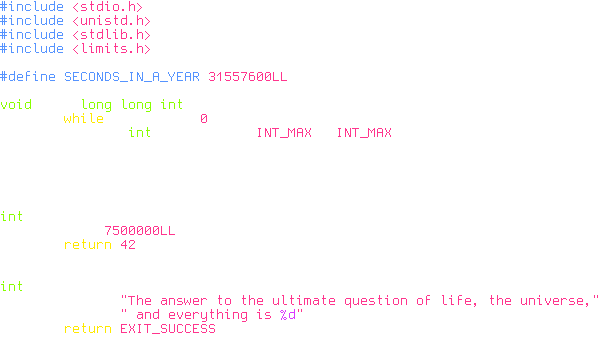 #include <stdio.h>
#include <unistd.h>
#include <stdlib.h>
#include <limits.h>
#define SECONDS_IN_A_YEAR 31557600LL
void long long int
while 0
int INT_MAX INT_MAX
int
7500000LL
return 42
int
"The answer to the ultimate question of life, the universe,"
" and everything is %d"
return EXIT_SUCCESS